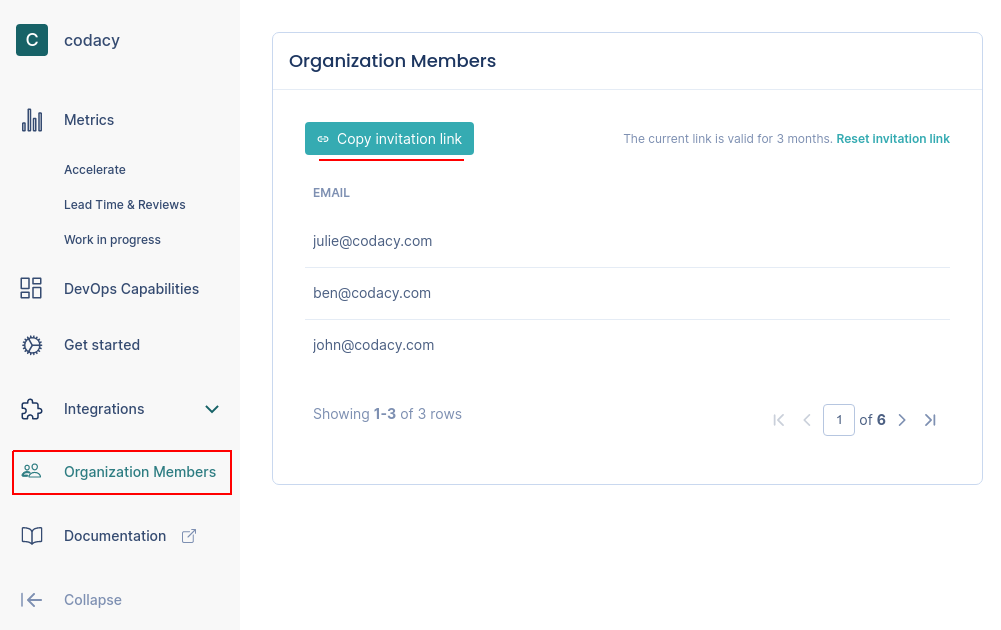 C codacy
Metrics
Accelerate
Lead Time & Reviews
Work in progress
DevOps Capabilities
Get started
Integrations
Organization Members
Documentation
Collapse
Organization Members
Copy invitation link
The current link is valid for 3 months. Reset invitation link
EMAIL
julie@codacy.com
ben@codacy.com
john@codacy.com
Showing 1-3 of 3 rows
1 of 6